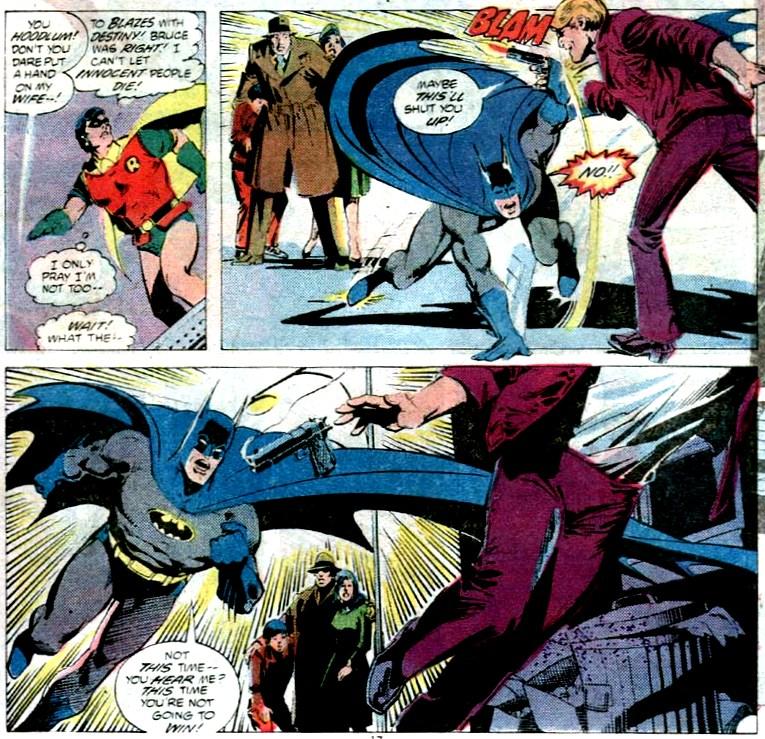 YOU
HOODLUM!
DON'T YOU
DARE PUT
A HAND
ON MY
WIFE--!
TO BLAZES WITH
DESTINY! BRUCE
WAS RIGHT! I
CAN'T LET
INNOCENT PEOPLE
DIE!
R
I ONLY
PRAY I'M
NOT TOO--
WAIT!
WHAT THE--
BLAM
MAYBE
THIS'LL
SHUT YOU
UP!
NO!!
NOT
THIS TIME--
YOU HEAR ME?
THIS TIME
YOU'RE NOT
GOING TO
WIN!
17